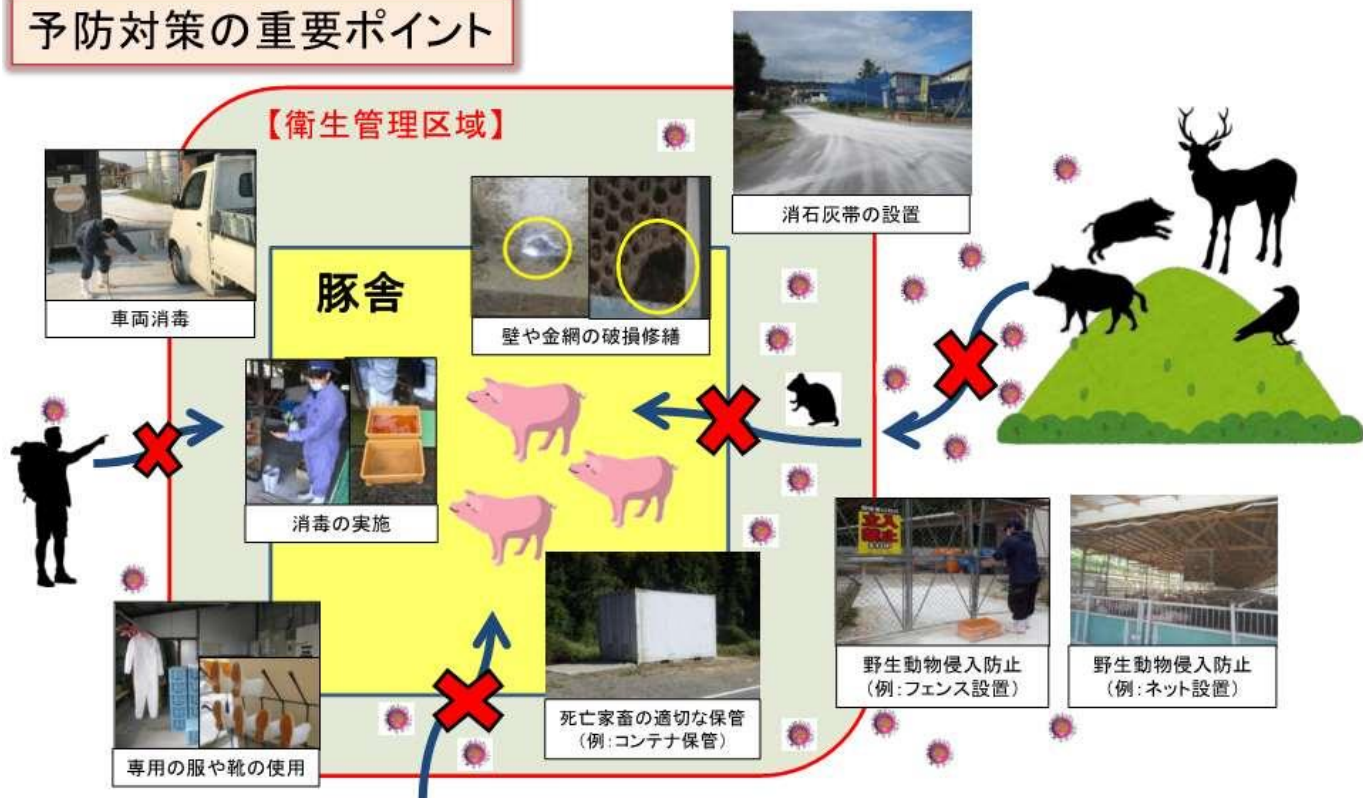 予防対策の重要ポイント
【衛生管理区域】
車両消毒
豚舎
壁や金網の破損修繕
消石灰帯の設置
消毒の実施
専用の服や靴の使用
死亡家畜の適切な保管
(例:コンテナ保管)
立入
禁止
野生動物侵入防止
(例:フェンス設置)
野生動物侵入防止
(例:ネット設置)